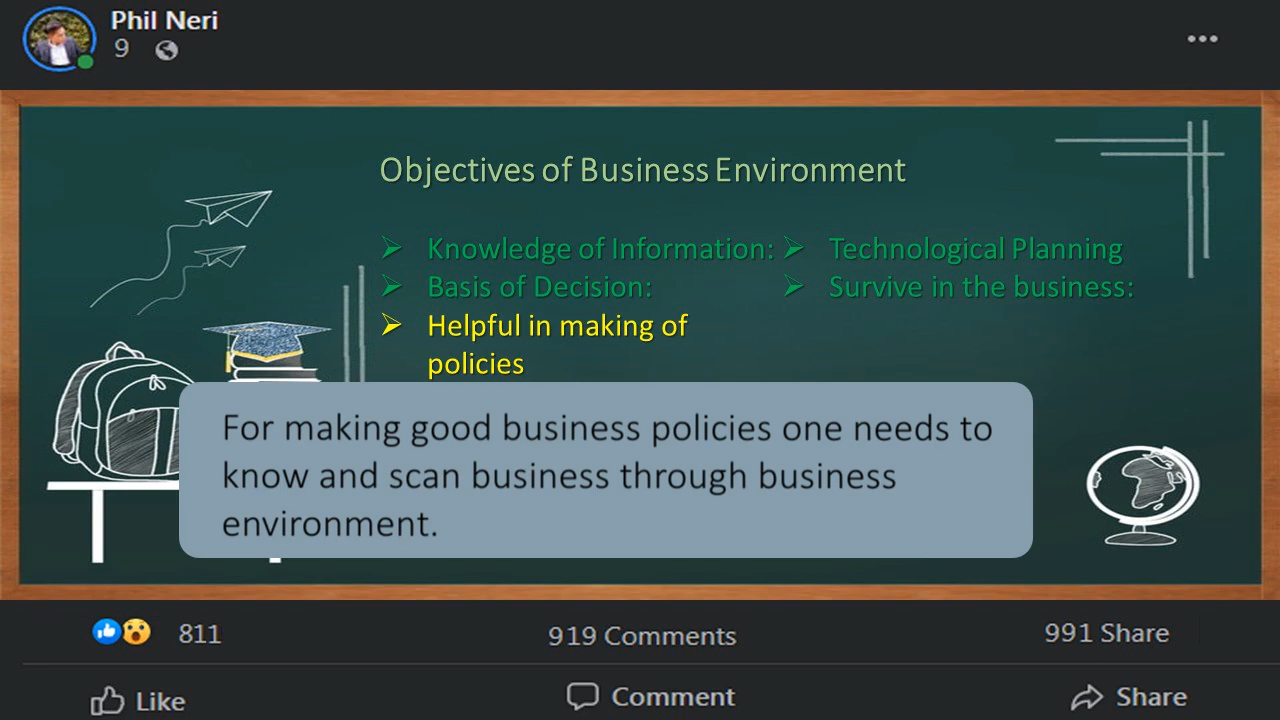 Phil Neri
9
Objectives of Business Environment
Knowledge of Information:
Basis of Decision:
Helpful in making of
policies
Technological Planning
Survive in the business:
For making good business policies one needs to
know and scan business through business
environment.
811
919 Comments
991 Share
Like
Comment
Share